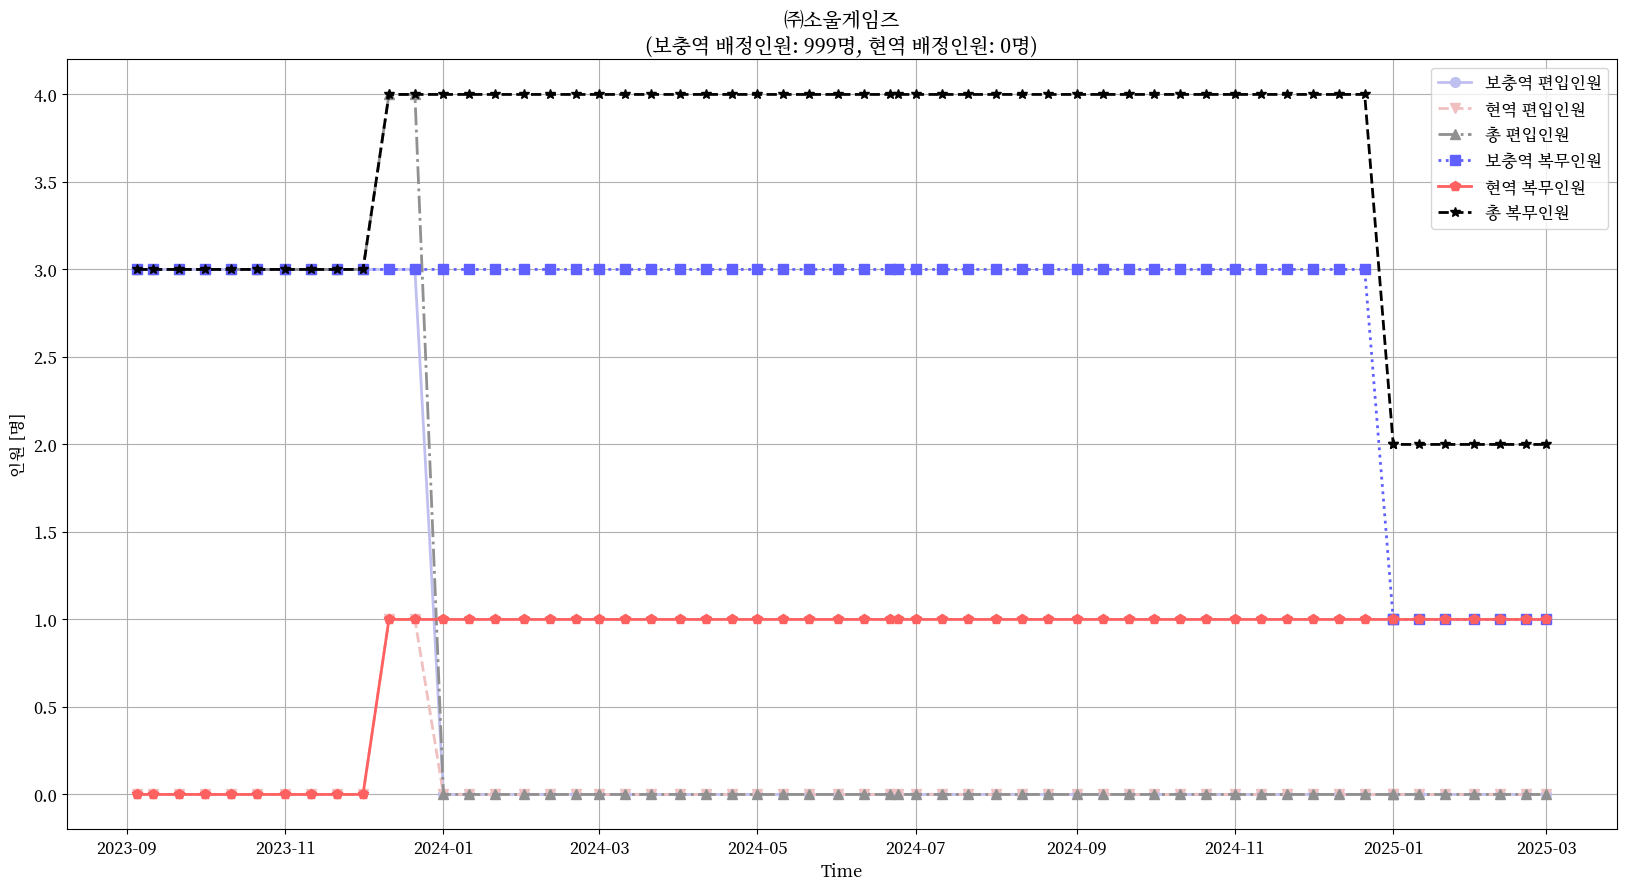 ㈜소울게임즈
(보충역 배정인원: 999명, 현역 배정인원: 0명)
보충역 편입인원
현역 편입인원
총 편입인원
보충역 복무인원
현역 복무인원
총 복무인원
인원 [명]
4.0
3.5
3.0
2.5
2.0
1.5
1.0
0.5
0.0
2023-09
2023-11
2024-01
2024-03
2024-05
2024-07
2024-09
2024-11
2025-01
2025-03
Time